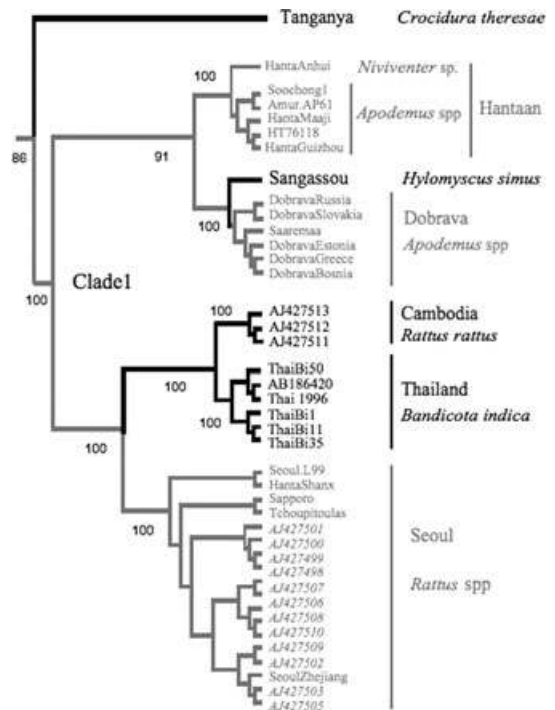 Tanganya Crocidura theresae
100 HantaAnhui Niviventer sp.
Soochong1
Amur.AP61
HantaMaaji Apodemus spp Hantaan
HT76118
HantaGuizhou
86
91
Sangassou Hylomyscus simus
100
DobravaRussia
DobravaSlovakia Dobrava
Saaremaa
DobravaEstonia Apodemus spp
DobravaGreece
DobravaBosnia
Clade1
100
100 AJ427513 Cambodia
AJ427512
AJ427511 Rattus rattus
100
ThaiBi50
AB186420 Thailand
Thai 1996
100 ThaiBi1 Bandicota indica
ThaiBi11
ThaiBi35
100
Seoul.L99
HantaShanx
100
Sapporo
Tchoupitoulas
AJ427501 Seoul
AJ427500
AJ427499
AJ427498
AJ427507 Rattus spp
AJ427506
AJ427508
AJ427510
AJ427509
AJ427502
SeoulZhejiang
AJ427503
AJ427505